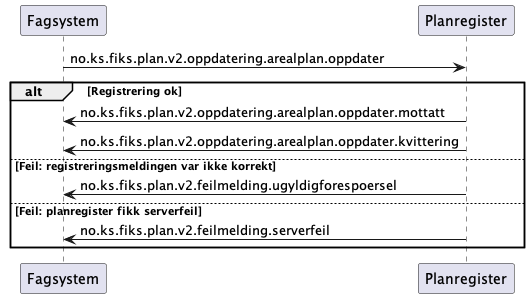 Fagsystem Planregister
no.ks.fiks.plan.v2.oppdatering.arealplan.oppdater
alt [Registrering ok]
no.ks.fiks.plan.v2.oppdatering.arealplan.oppdater.mottatt
no.ks.fiks.plan.v2.oppdatering.arealplan.oppdater.kvittering
[Feil: registreringsmeldingen var ikke korrekt]
no.ks.fiks.plan.v2.feilmelding.ugyldigforespoersel
[Feil: planregister fikk serverfeil]
no.ks.fiks.plan.v2.feilmelding.serverfeil
Fagsystem Planregister